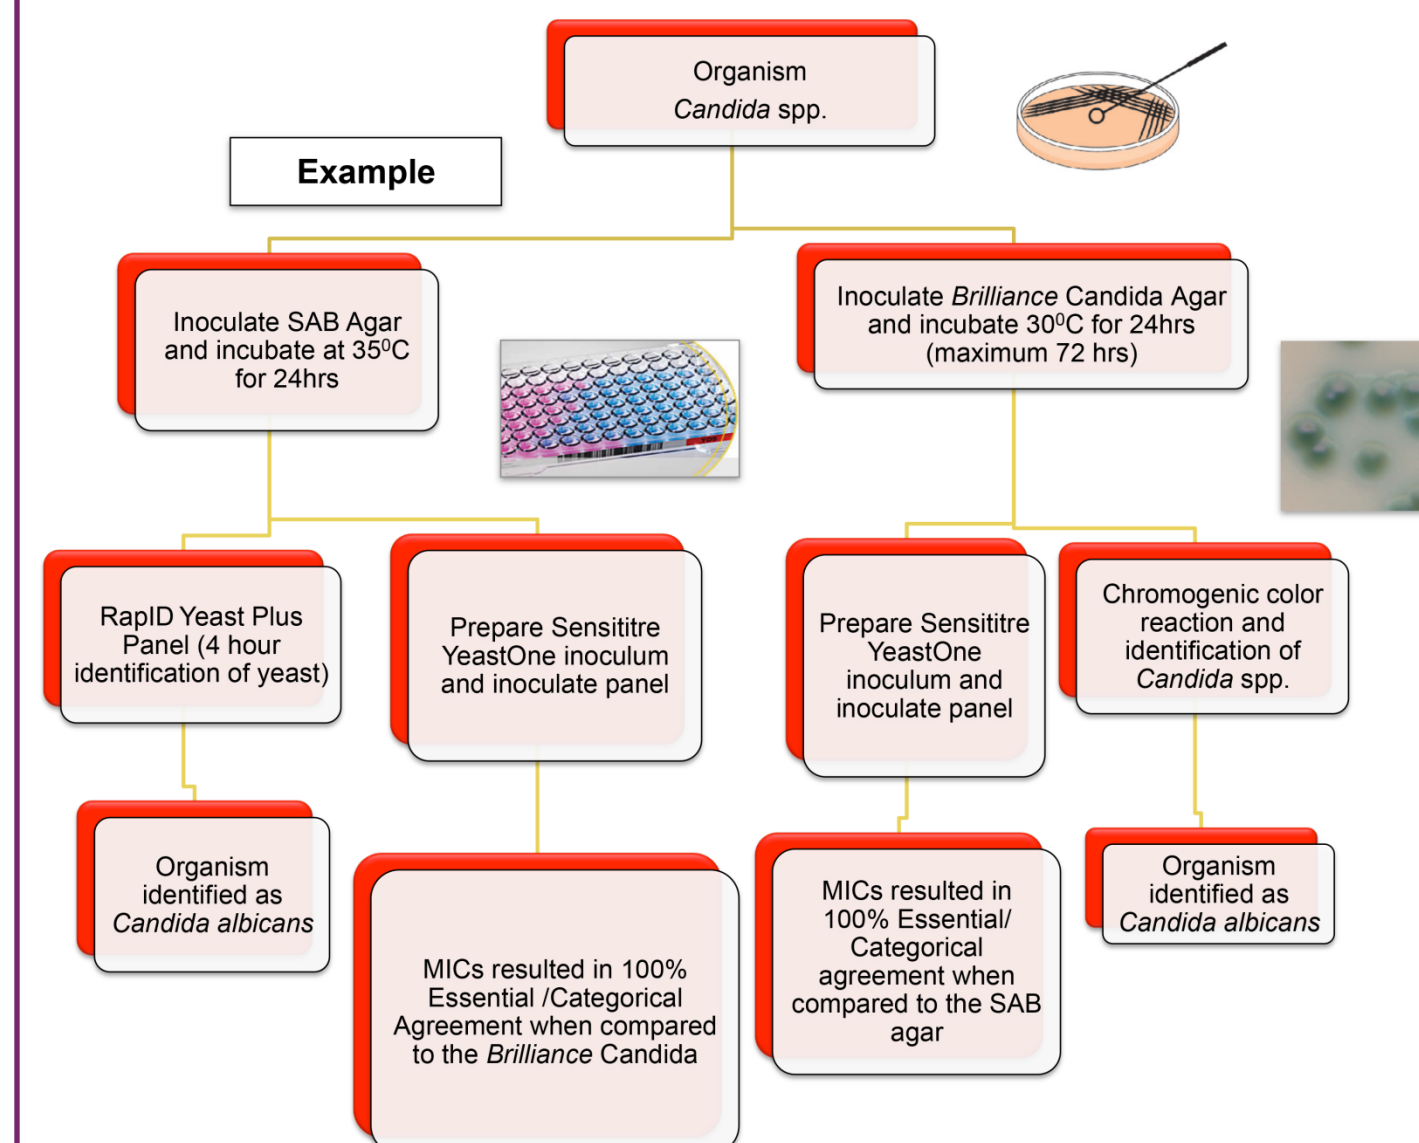 Organism
Candida spp.
Example
Inoculate SAB Agar
and incubate at 35⁰C
for 24hrs
Inoculate Brilliance Candida Agar
and incubate 30⁰C for 24hrs
(maximum 72 hrs)
RapID Yeast Plus
Panel (4 hour
identification of yeast)
Prepare Sensititre
YeastOne inoculum
and inoculate panel
Prepare Sensititre
YeastOne
inoculum and
inoculate panel
Chromogenic color
reaction and
identification of
Candida spp.
Organism
identified as
Candida albicans
MICs resulted in 100%
Essential /Categorical
Agreement when compared
to the Brilliance Candida
MICs resulted in
100% Essential/
Categorical
agreement when
compared to the SAB
agar
Organism
identified as
Candida albicans